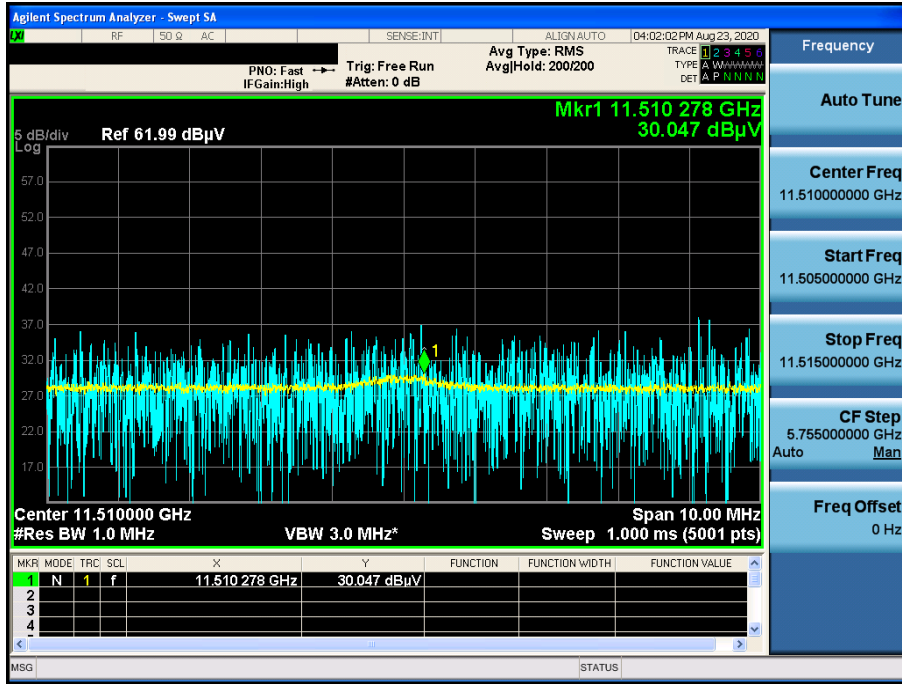 Agilent Spectrum Analyzer - Swept SA
LXI RF 50 Ω AC SENSE:INT ALIGN AUTO 04:02:02 PM Aug 23, 2020
PNO: Fast
IFGain:High
Trig: Free Run
#Atten: 0 dB
Avg Type: RMS
Avg|Hold: 200/200
TRACE 1 2 3 4 5 6
TYPE A WWWWW
DET A P N N N N
Mkr1 11.510 278 GHz
30.047 dBµV
5 dB/div Ref 61.99 dBµV
Log
57.0
52.0
47.0
42.0
37.0
32.0
27.0
22.0
17.0
1
Center 11.510000 GHz Span 10.00 MHz
#Res BW 1.0 MHz VBW 3.0 MHz* Sweep 1.000 ms (5001 pts)
MKR MODE TRC SCL X Y FUNCTION FUNCTION WIDTH FUNCTION VALUE
1 N 1 f 11.510 278 GHz 30.047 dBµV
2
3
4
MSG STATUS
Frequency
Auto Tune
Center Freq
11.510000000 GHz
Start Freq
11.505000000 GHz
Stop Freq
11.515000000 GHz
CF Step
5.755000000 GHz
Auto Man
Freq Offset
0 Hz